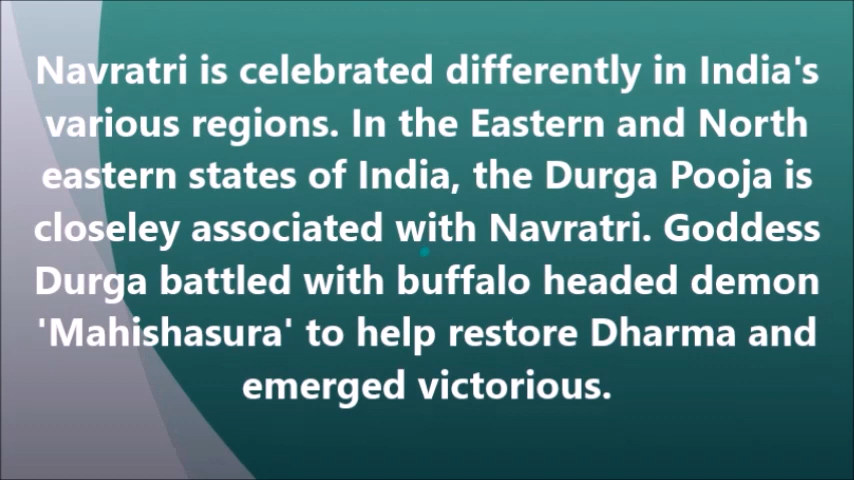 Navratri is celebrated differently in India's
various regions. In the Eastern and North
eastern states of India, the Durga Pooja is
closeley associated with Navratri. Goddess
Durga battled with buffalo headed demon
'Mahishasura' to help restore Dharma and
emerged victorious.